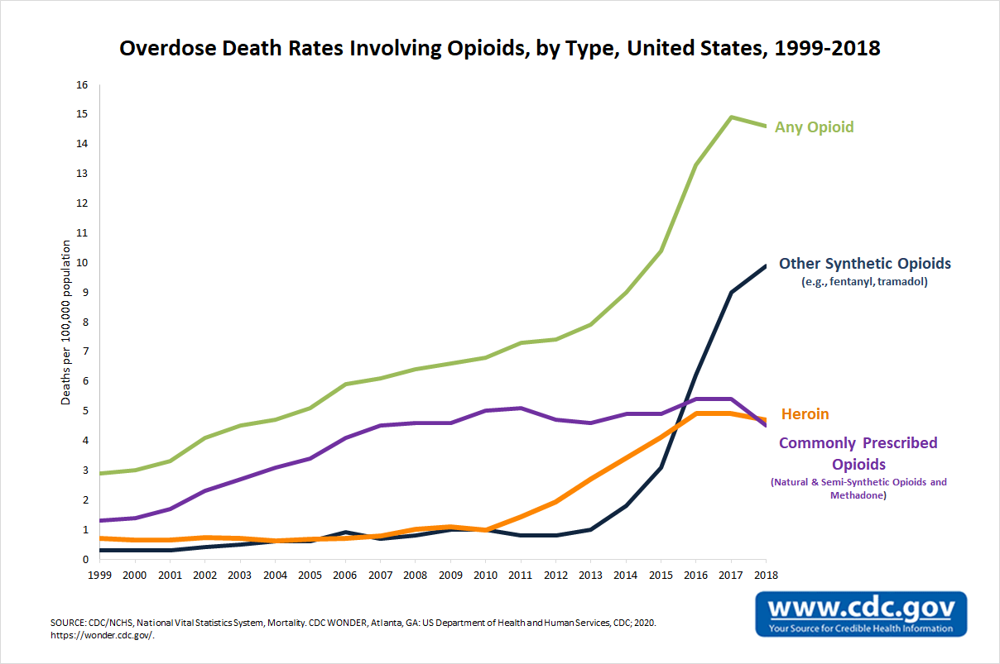 Overdose Death Rates Involving Opioids, by Type, United States, 1999-2018
16
15
14
13
12
11
10
9
8
7
6
5
4
3
2
1
0
Deaths per 100,000 population
1999 2000 2001 2002 2003 2004 2005 2006 2007 2008 2009 2010 2011 2012 2013 2014 2015 2016 2017 2018
Any Opioid
Other Synthetic Opioids
(e.g., fentanyl, tramadol)
Heroin
Commonly Prescribed
Opioids
(Natural & Semi-Synthetic Opioids and
Methadone)
SOURCE: CDC/NCHS, National Vital Statistics System, Mortality. CDC WONDER, Atlanta, GA: US Department of Health and Human Services, CDC; 2020.
https://wonder.cdc.gov/.
www.cdc.gov
Your Source for Credible Health Information